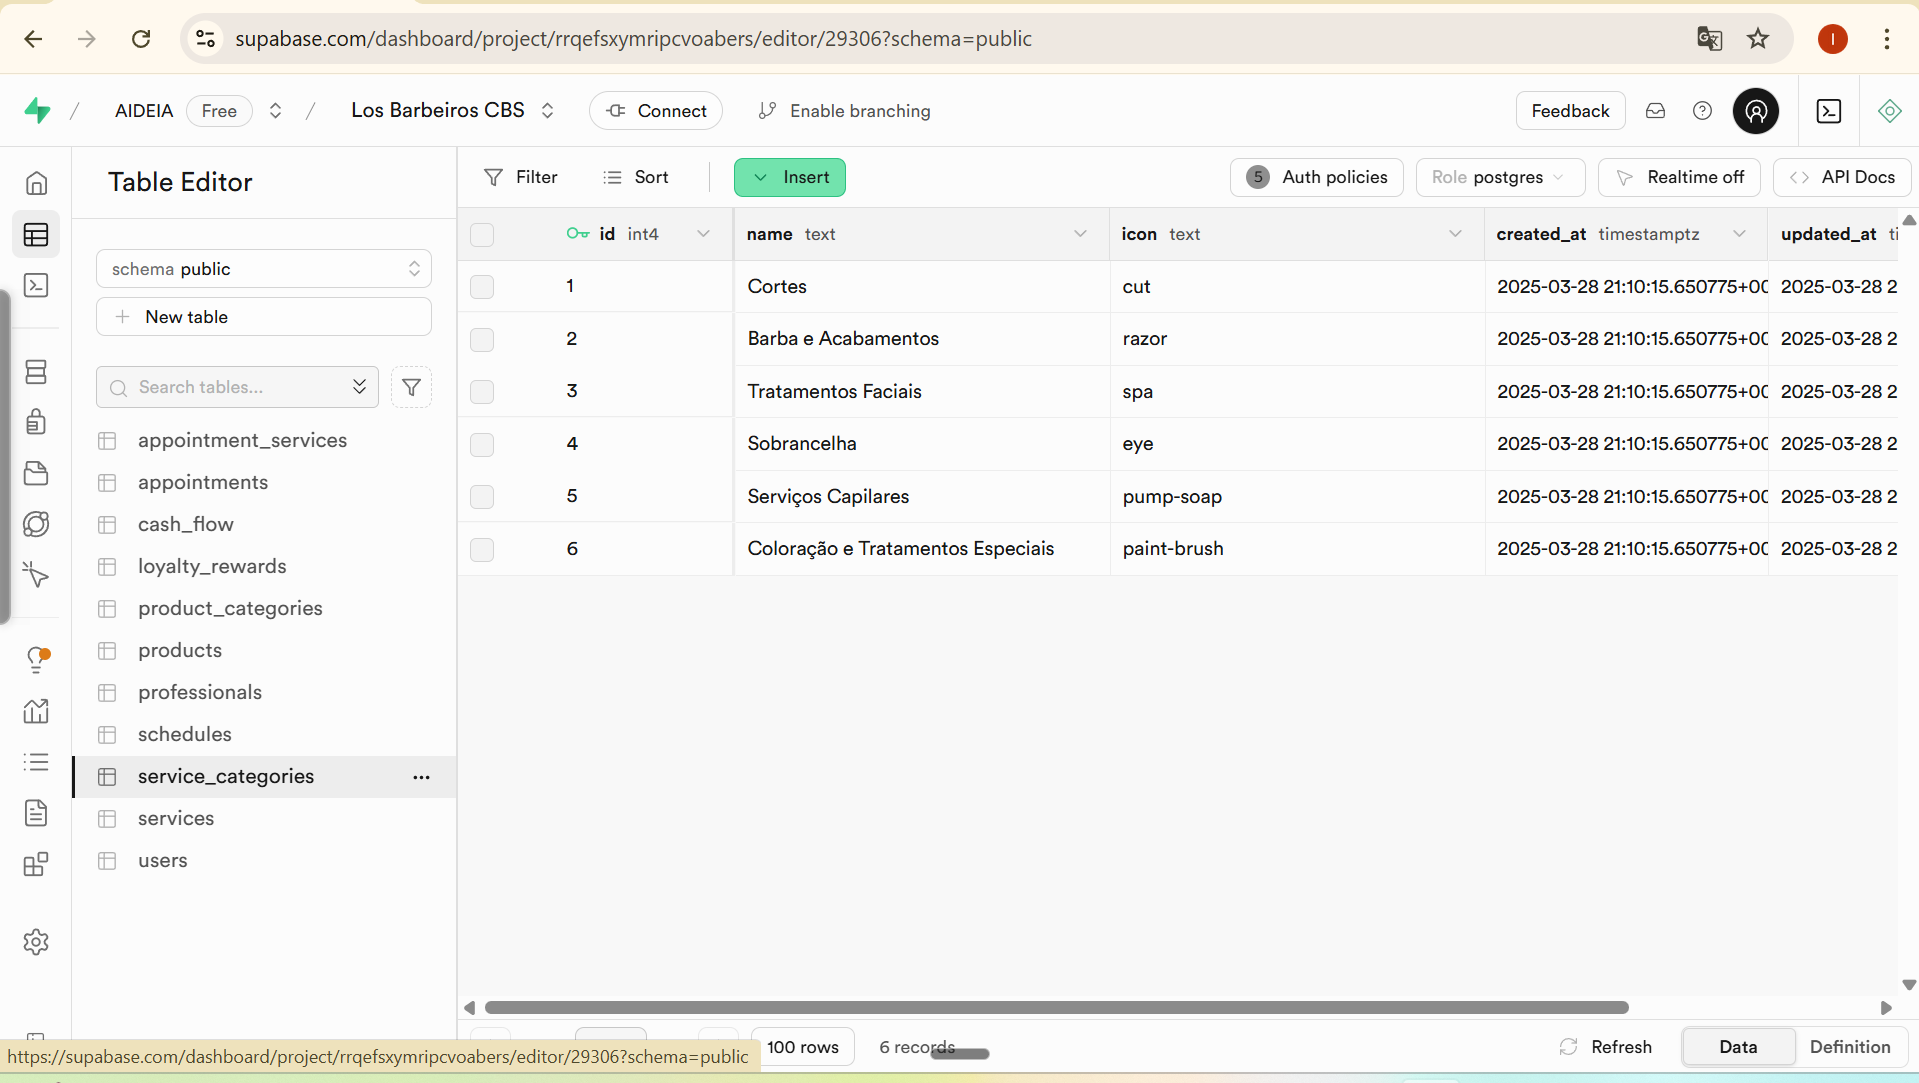 supabase.com/dashboard/project/rrqefsxymripcvoabers/editor/29306?schema=public
I
/ AIDEIA Free / Los Barbeiros CBS Connect Enable branching Feedback
Table Editor
schema public
New table
Search tables...
appointment_services
appointments
cash_flow
loyalty_rewards
product_categories
products
professionals
schedules
service_categories ...
services
users
Filter Sort Insert 5 Auth policies Role postgres Realtime off API Docs
id int4 name text icon text created_at timestamptz updated_at ti
1 Cortes cut 2025-03-28 21:10:15.650775+00 2025-03-28 2
2 Barba e Acabamentos razor 2025-03-28 21:10:15.650775+00 2025-03-28 2
3 Tratamentos Faciais spa 2025-03-28 21:10:15.650775+00 2025-03-28 2
4 Sobrancelha eye 2025-03-28 21:10:15.650775+00 2025-03-28 2
5 Serviços Capilares pump-soap 2025-03-28 21:10:15.650775+00 2025-03-28 2
6 Coloração e Tratamentos Especiais paint-brush 2025-03-28 21:10:15.650775+00 2025-03-28 2
100 rows 6 records Refresh Data Definition
https://supabase.com/dashboard/project/rrqefsxymripcvoabers/editor/29306?schema=public